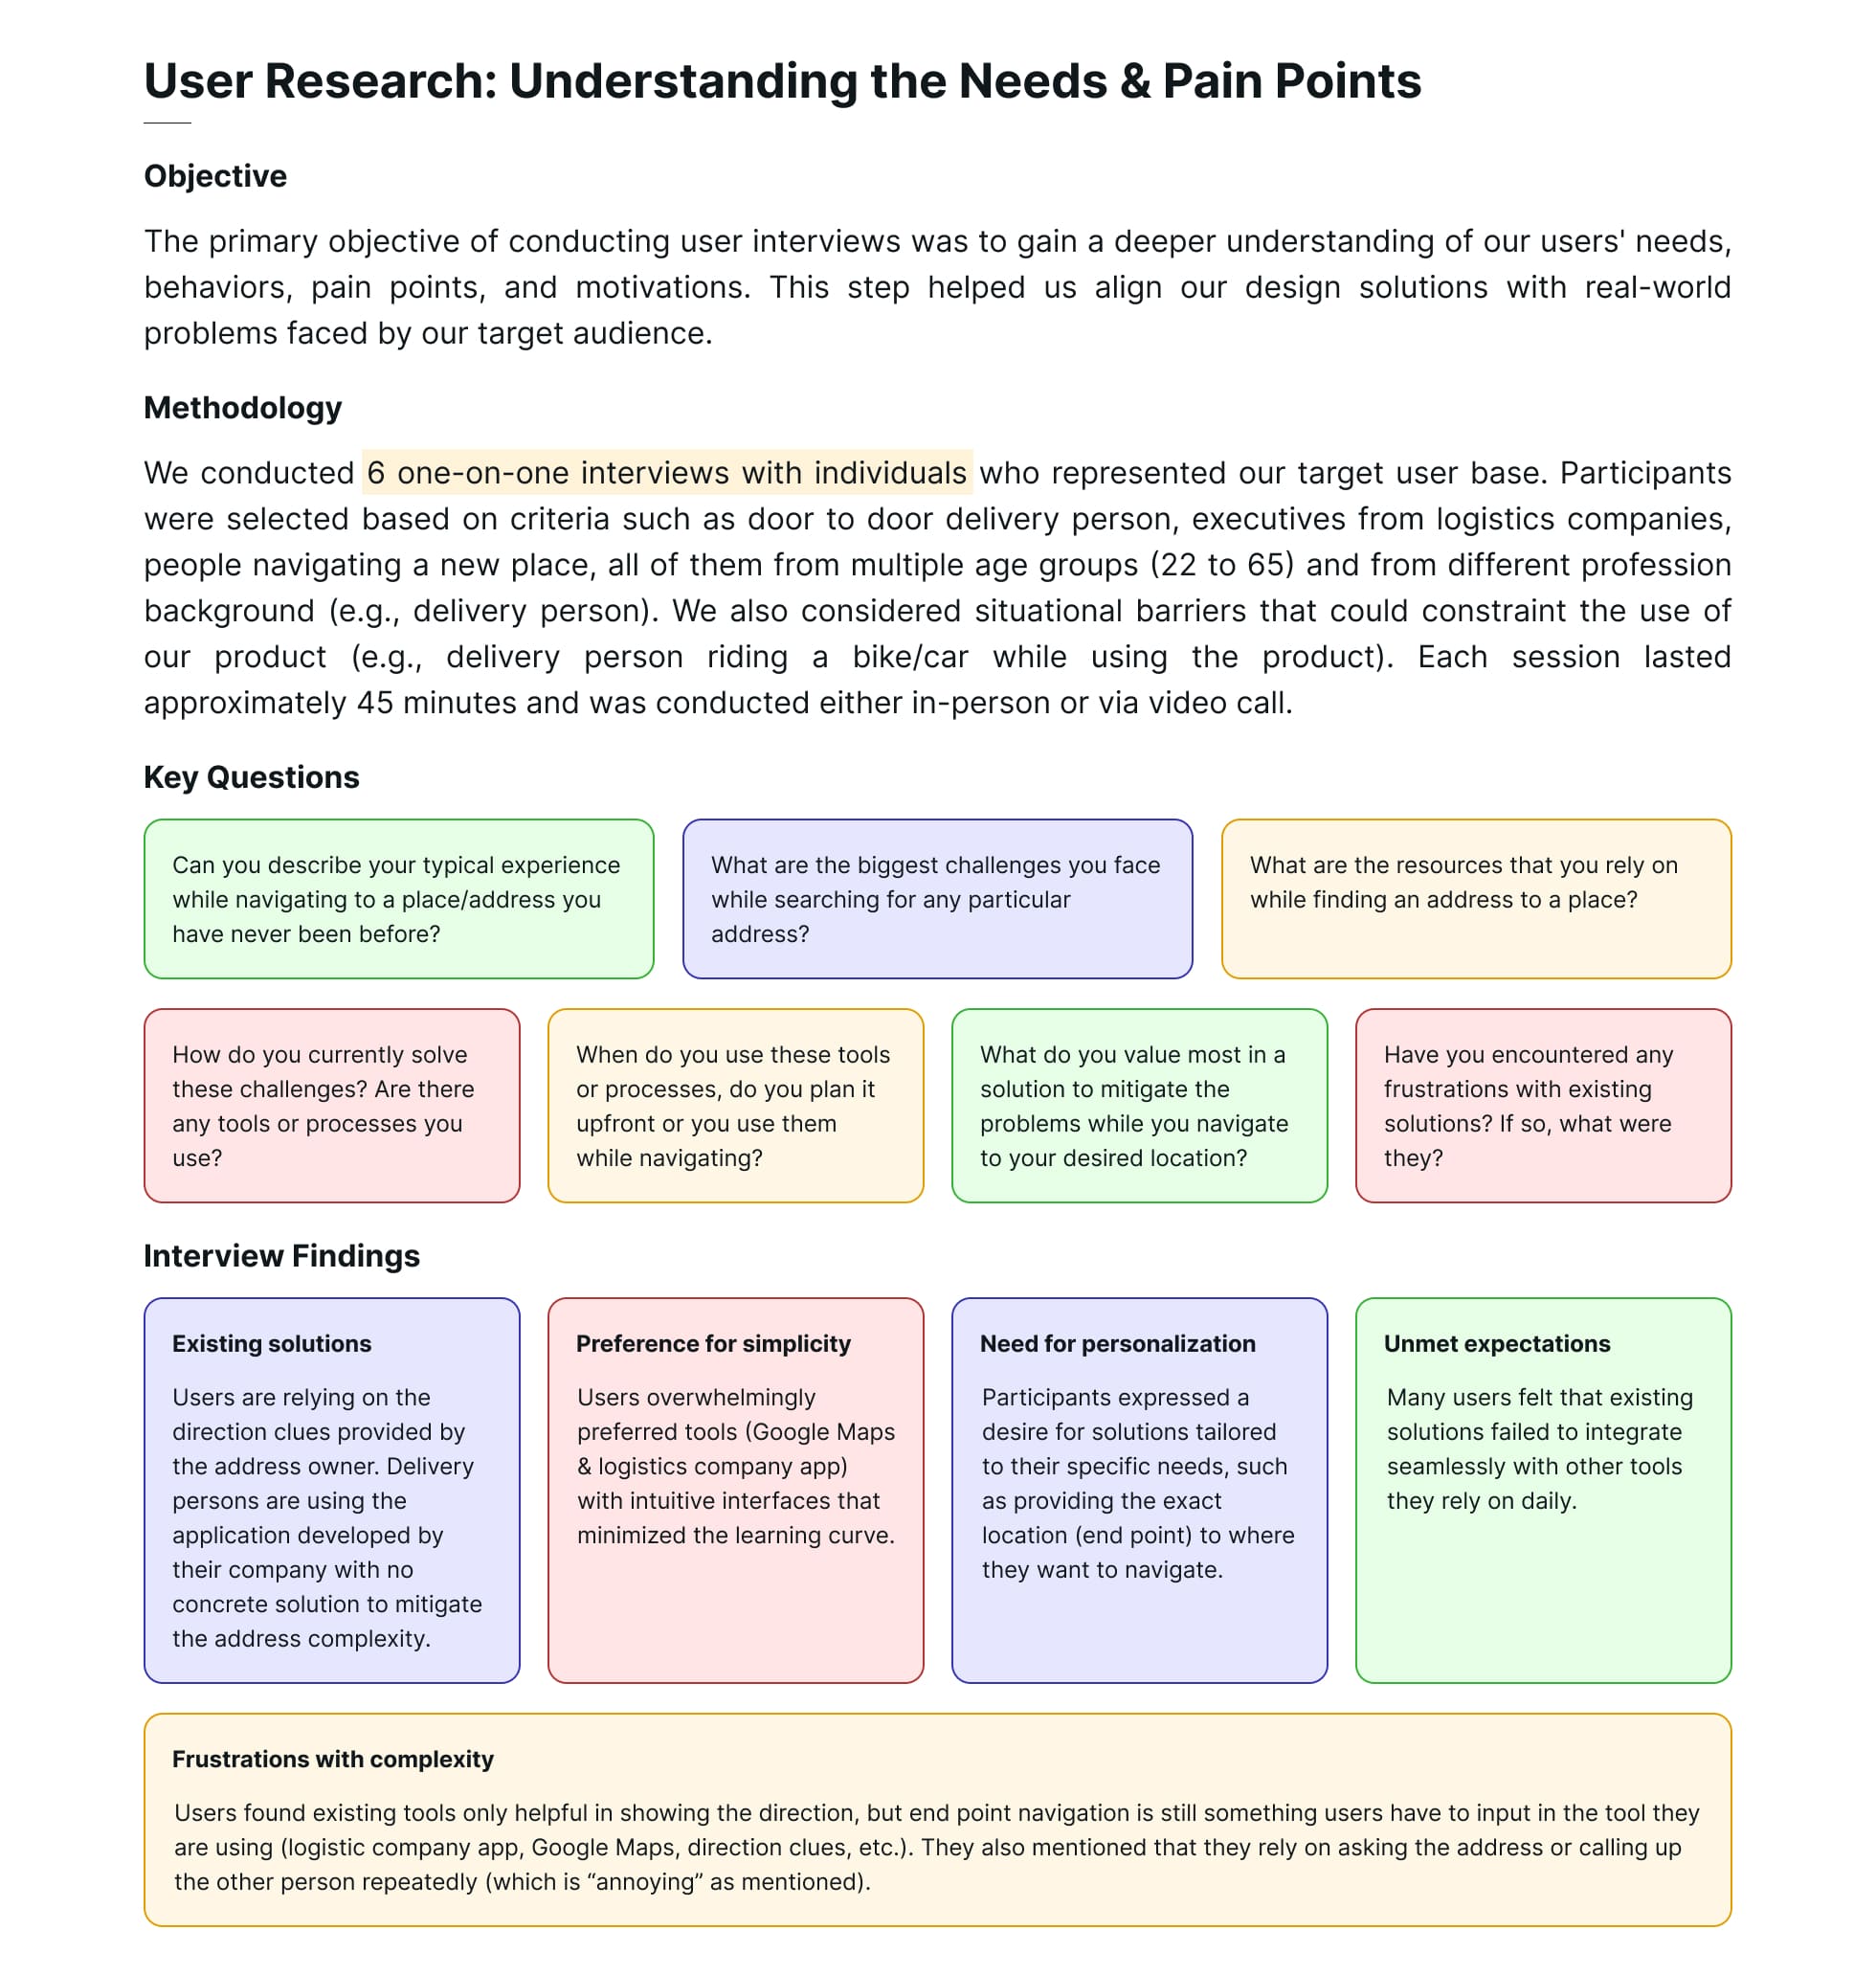 User Research: Understanding the Needs & Pain Points
Objective
The primary objective of conducting user interviews was to gain a deeper understanding of our users' needs,
behaviors, pain points, and motivations. This step helped us align our design solutions with real-world
problems faced by our target audience.
Methodology
We conducted 6 one-on-one interviews with individuals who represented our target user base. Participants
were selected based on criteria such as door to door delivery person, executives from logistics companies,
people navigating a new place, all of them from multiple age groups (22 to 65) and from different profession
background (e.g., delivery person). We also considered situational barriers that could constraint the use of
our product (e.g., delivery person riding a bike/car while using the product). Each session lasted
approximately 45 minutes and was conducted either in-person or via video call.
Key Questions
Can you describe your typical experience
while navigating to a place/address you
have never been before?
What are the biggest challenges you face
while searching for any particular
address?
What are the resources that you rely on
while finding an address to a place?
How do you currently solve
these challenges? Are there
any tools or processes you
use?
When do you use these tools
or processes, do you plan it
upfront or you use them
while navigating?
What do you value most in a
solution to mitigate the
problems while you navigate
to your desired location?
Have you encountered any
frustrations with existing
solutions? If so, what were
they?
Interview Findings
Existing solutions
Users are relying on the
direction clues provided by
the address owner. Delivery
persons are using the
application developed by
their company with no
concrete solution to mitigate
the address complexity.
Preference for simplicity
Users overwhelmingly
preferred tools (Google Maps
& logistics company app)
with intuitive interfaces that
minimized the learning curve.
Need for personalization
Participants expressed a
desire for solutions tailored
to their specific needs, such
as providing the exact
location (end point) to where
they want to navigate.
Unmet expectations
Many users felt that existing
solutions failed to integrate
seamlessly with other tools
they rely on daily.
Frustrations with complexity
Users found existing tools only helpful in showing the direction, but end point navigation is still something users have to input in the tool they
are using (logistic company app, Google Maps, direction clues, etc.). They also mentioned that they rely on asking the address or calling up
the other person repeatedly (which is “annoying” as mentioned).